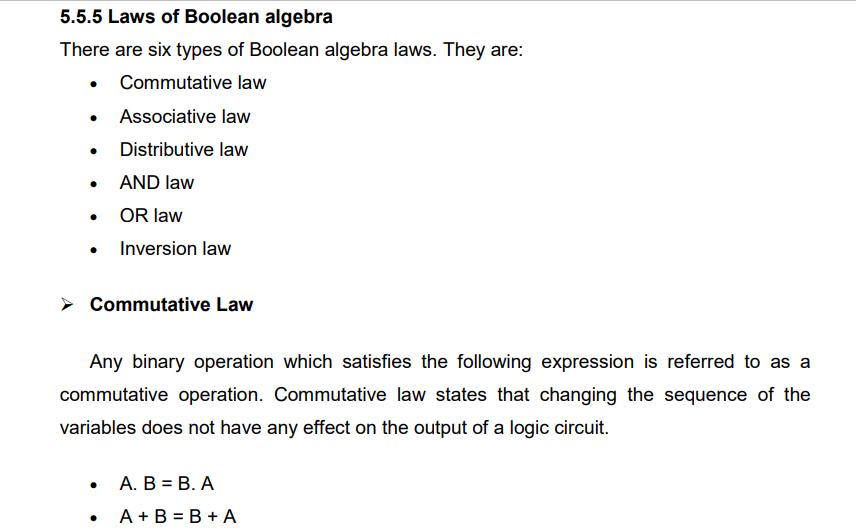 5.5.5 Laws of Boolean algebra
There are six types of Boolean algebra laws. They are:
• Commutative law
• Associative law
• Distributive law
• AND law
• OR law
• Inversion law
➢ Commutative Law
Any binary operation which satisfies the following expression is referred to as a
commutative operation. Commutative law states that changing the sequence of the
variables does not have any effect on the output of a logic circuit.
• A. B = B. A
• A + B = B + A